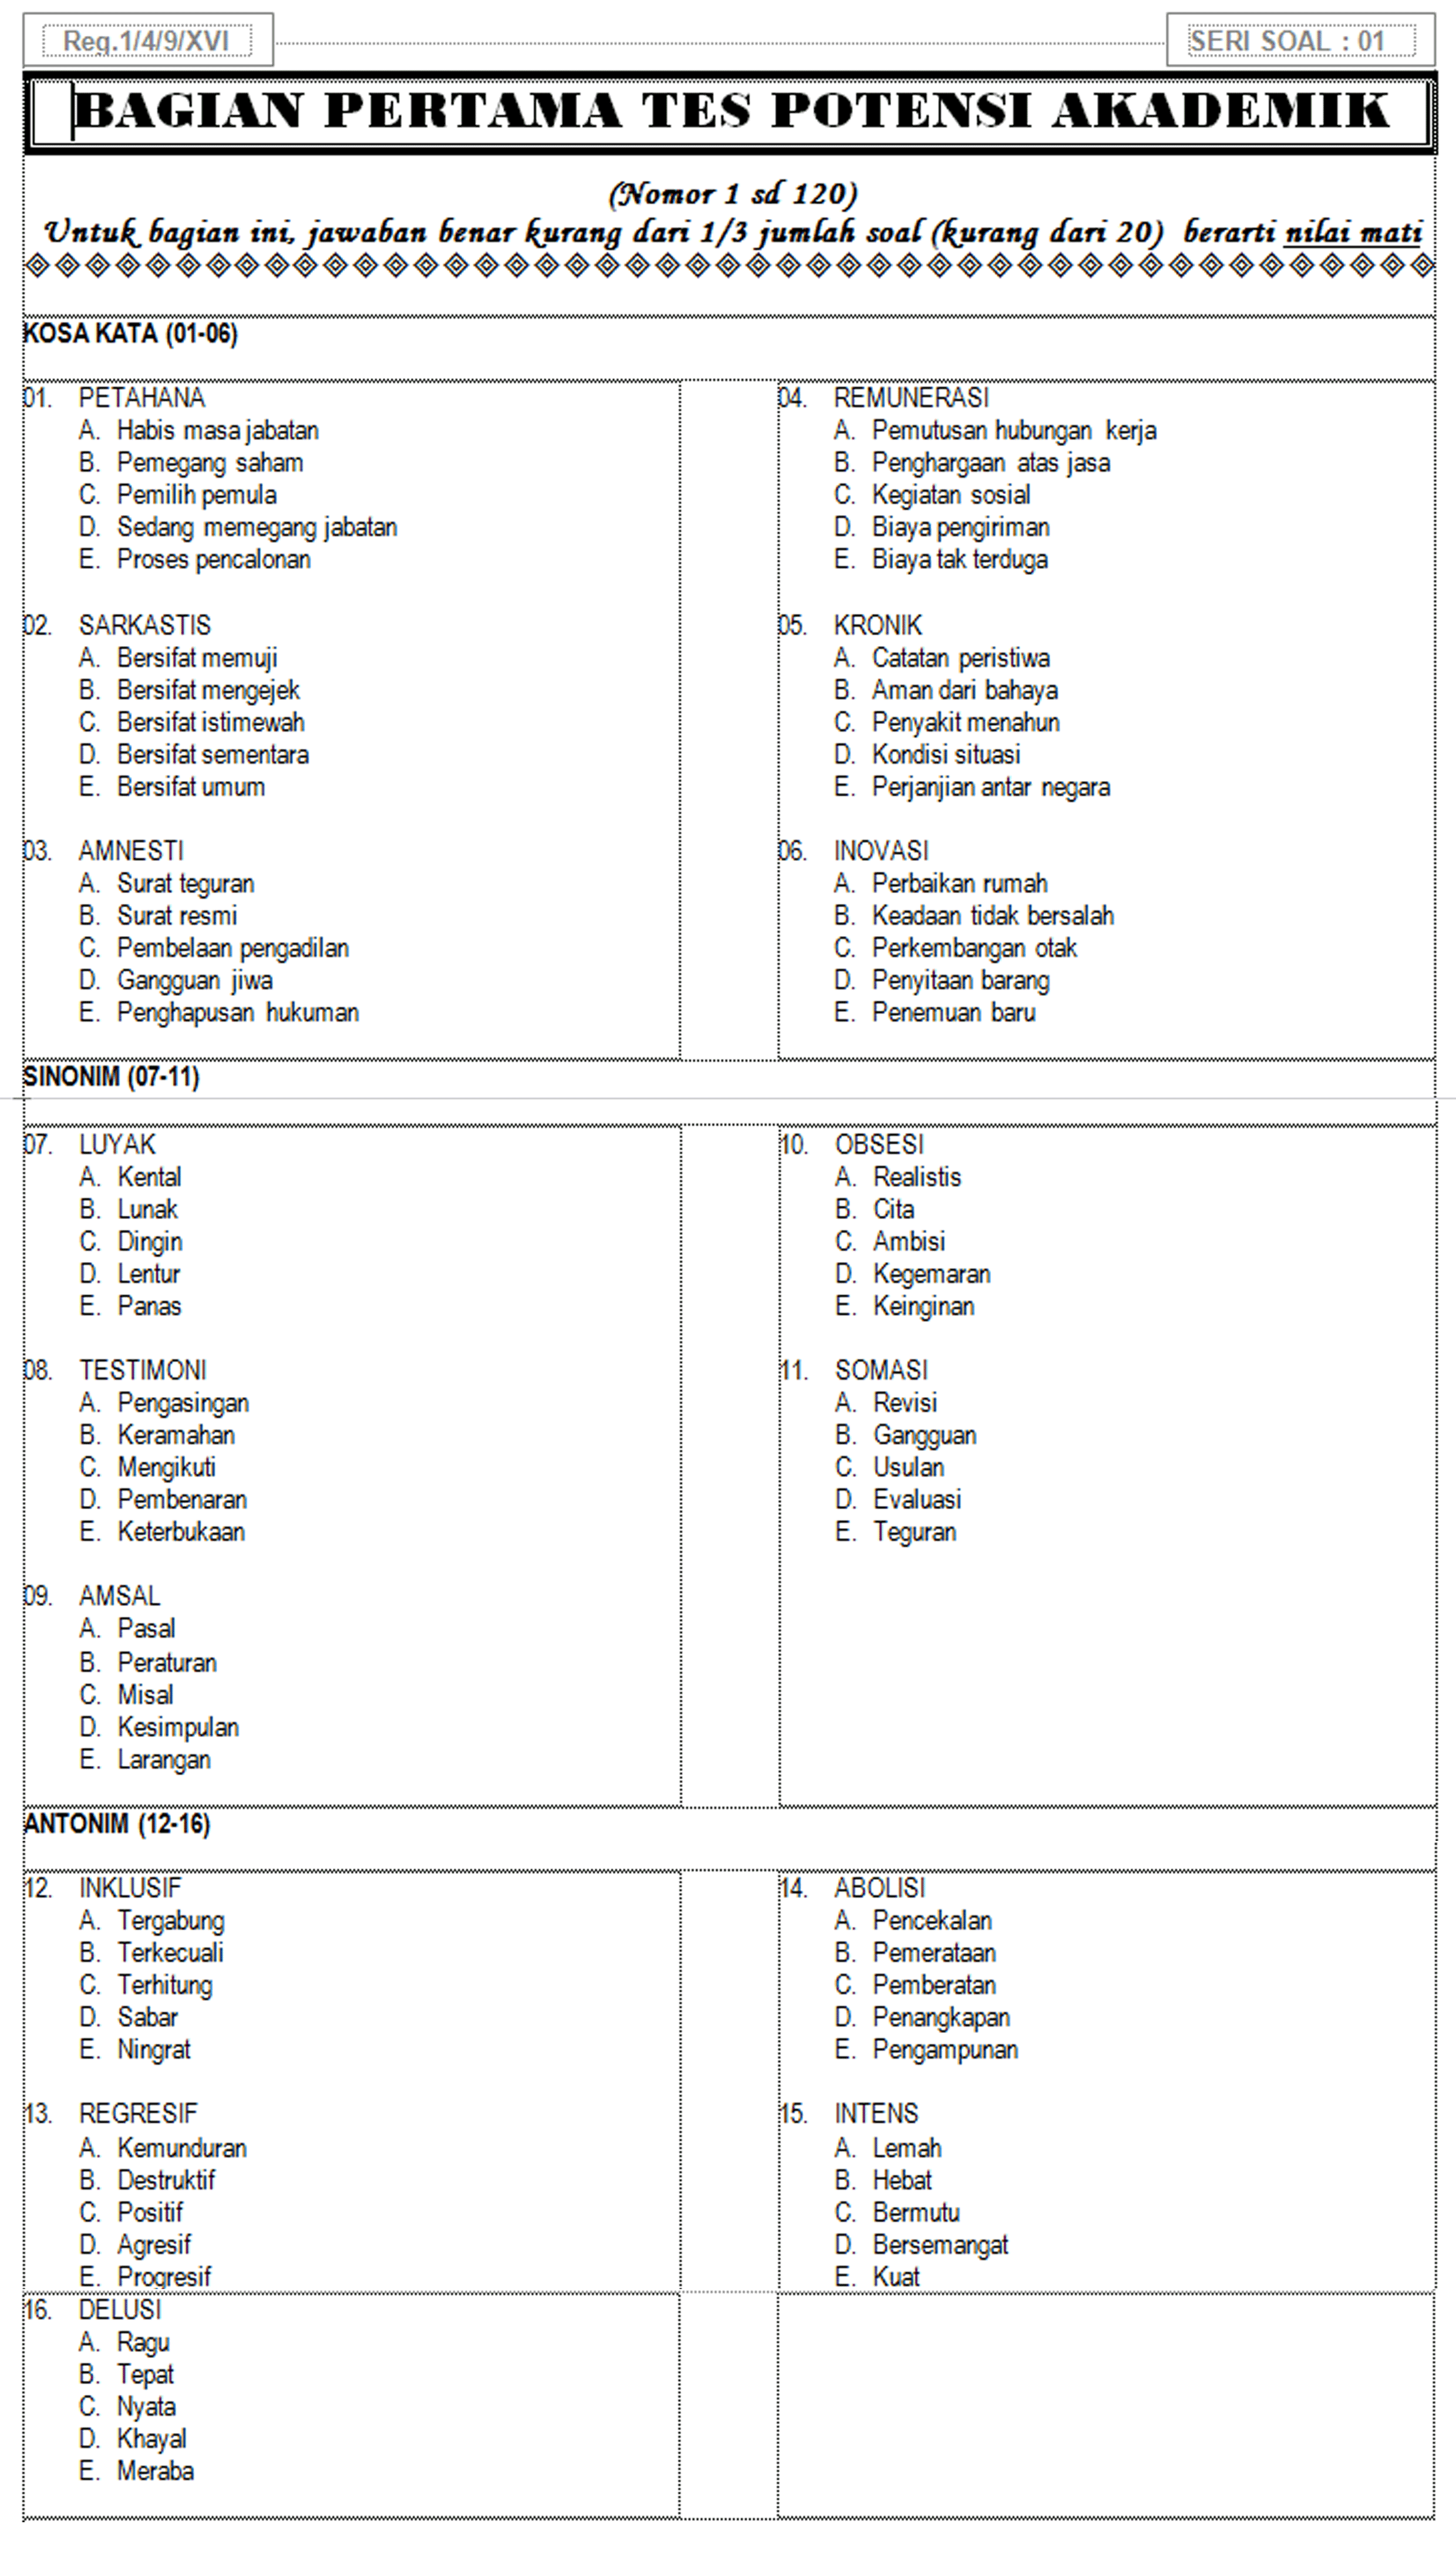 Reg.1/4/9/XVI
SERI SOAL : 01
BAGIAN PERTAMA TES POTENSI AKADEMIK
(Nomor 1 sd 120)
Untuk bagian ini, jawaban benar kurang dari 1/3 jumlah soal (kurang dari 20) berarti nilai mati
KOSA KATA (01-06)
01. PETAHANA
A. Habis masa jabatan
B. Pemegang saham
C. Pemilih pemula
D. Sedang memegang jabatan
E. Proses pencalonan
02. SARKASTIS
A. Bersifat memuji
B. Bersifat mengejek
C. Bersifat istimewah
D. Bersifat sementara
E. Bersifat umum
03. AMNESTI
A. Surat teguran
B. Surat resmi
C. Pembelaan pengadilan
D. Gangguan jiwa
E. Penghapusan hukuman
04. REMUNERASI
A. Pemutusan hubungan kerja
B. Penghargaan atas jasa
C. Kegiatan sosial
D. Biaya pengiriman
E. Biaya tak terduga
05. KRONIK
A. Catatan peristiwa
B. Aman dari bahaya
C. Penyakit menahun
D. Kondisi situasi
E. Perjanjian antar negara
06. INOVASI
A. Perbaikan rumah
B. Keadaan tidak bersalah
C. Perkembangan otak
D. Penyitaan barang
E. Penemuan baru
SINONIM (07-11)
07. LUYAK
A. Kental
B. Lunak
C. Dingin
D. Lentur
E. Panas
08. TESTIMONI
A. Pengasingan
B. Keramahan
C. Mengikuti
D. Pembenaran
E. Keterbukaan
09. AMSAL
A. Pasal
B. Peraturan
C. Misal
D. Kesimpulan
E. Larangan
10. OBSESI
A. Realistis
B. Cita
C. Ambisi
D. Kegemaran
E. Keinginan
11. SOMASI
A. Revisi
B. Gangguan
C. Usulan
D. Evaluasi
E. Teguran
ANTONIM (12-16)
12. INKLUSIF
A. Tergabung
B. Terkecuali
C. Terhitung
D. Sabar
E. Ningrat
13. REGRESIF
A. Kemunduran
B. Destruktif
C. Positif
D. Agresif
E. Progresif
14. ABOLISI
A. Pencekalan
B. Pemerataan
C. Pemberatan
D. Penangkapan
E. Pengampunan
15. INTENS
A. Lemah
B. Hebat
C. Bermutu
D. Bersemangat
E. Kuat
16. DELUSI
A. Ragu
B. Tepat
C. Nyata
D. Khayal
E. Meraba